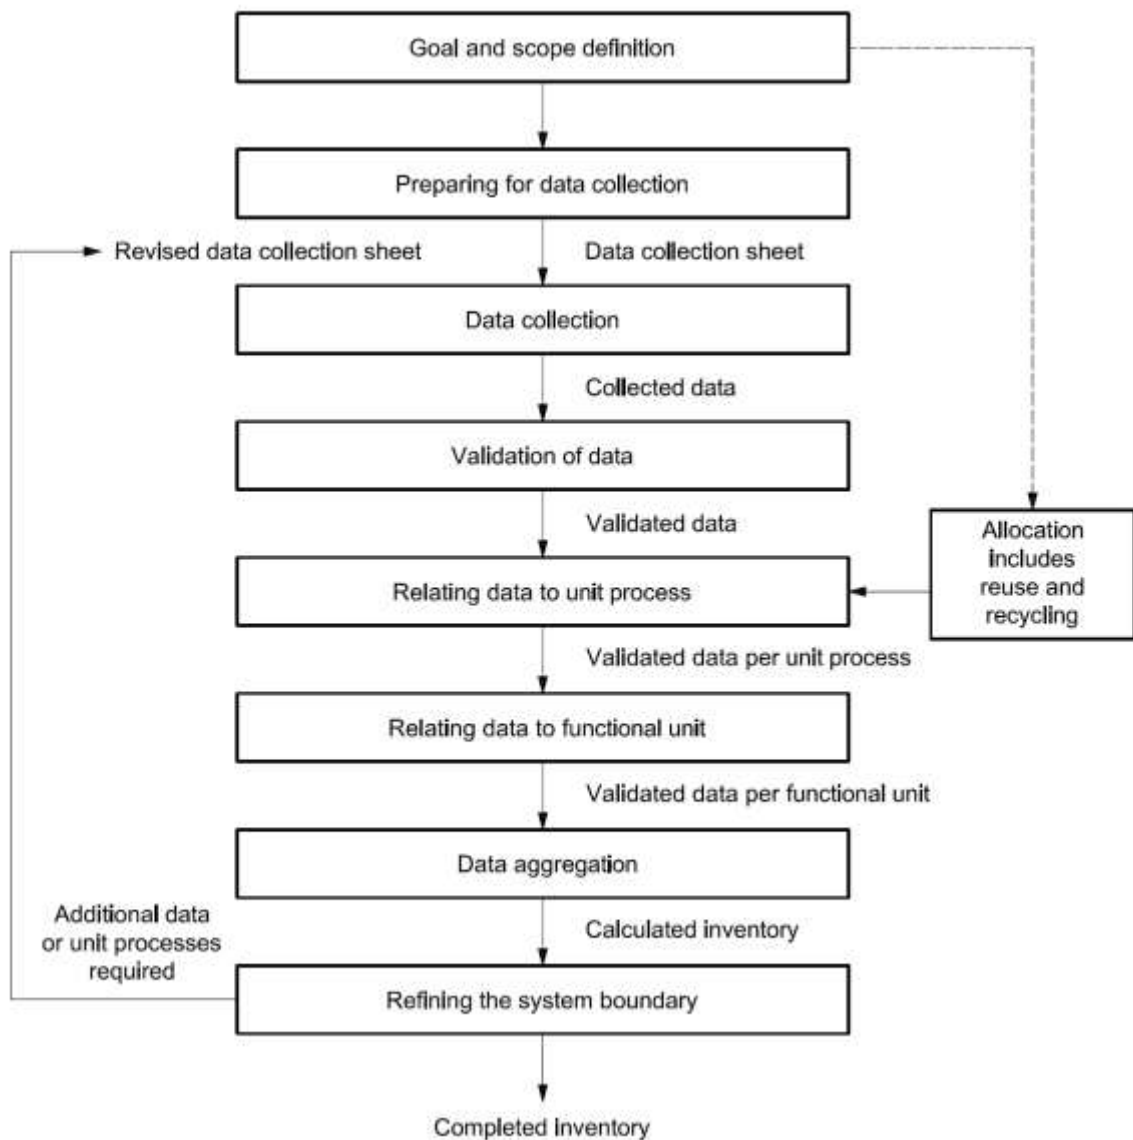 Goal and scope definition
Preparing for data collection
Revised data collection sheet
Data collection sheet
Data collection
Collected data
Validation of data
Validated data
Allocation
includes
reuse and
recycling
Relating data to unit process
Validated data per unit process
Relating data to functional unit
Validated data per functional unit
Data aggregation
Calculated inventory
Additional data
or unit processes
required
Refining the system boundary
Completed inventory